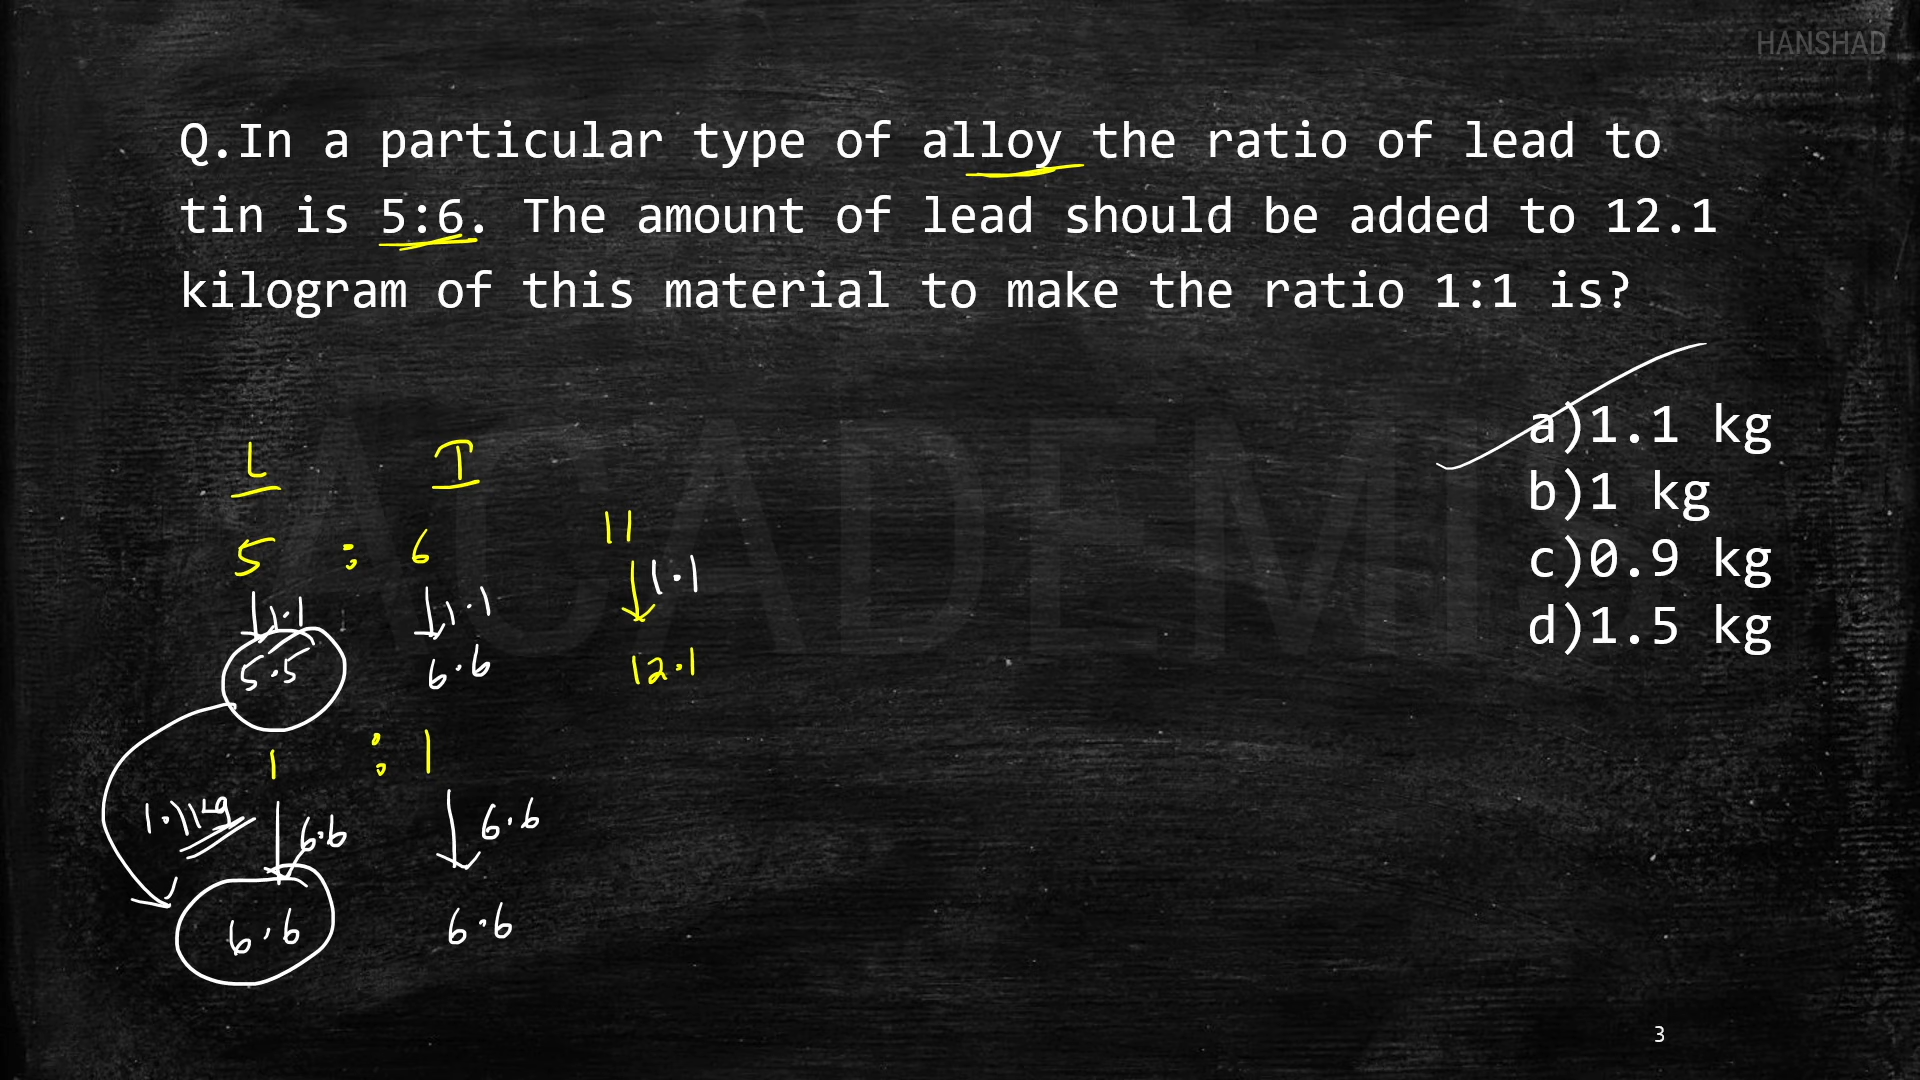 HANSHAD
Q.In a particular type of alloy the ratio of lead to
tin is 5:6. The amount of lead should be added to 12.1
kilogram of this material to make the ratio 1:1 is?
ACADEMI
a)1.1 kg
b)1 kg
c)0.9 kg
d)1.5 kg
L T
5 : 6 11
1.1 1.1 1.1
5.5 6.6 12.1
1 : 1
1.1kg 6.6 6.6
6.6 6.6
3